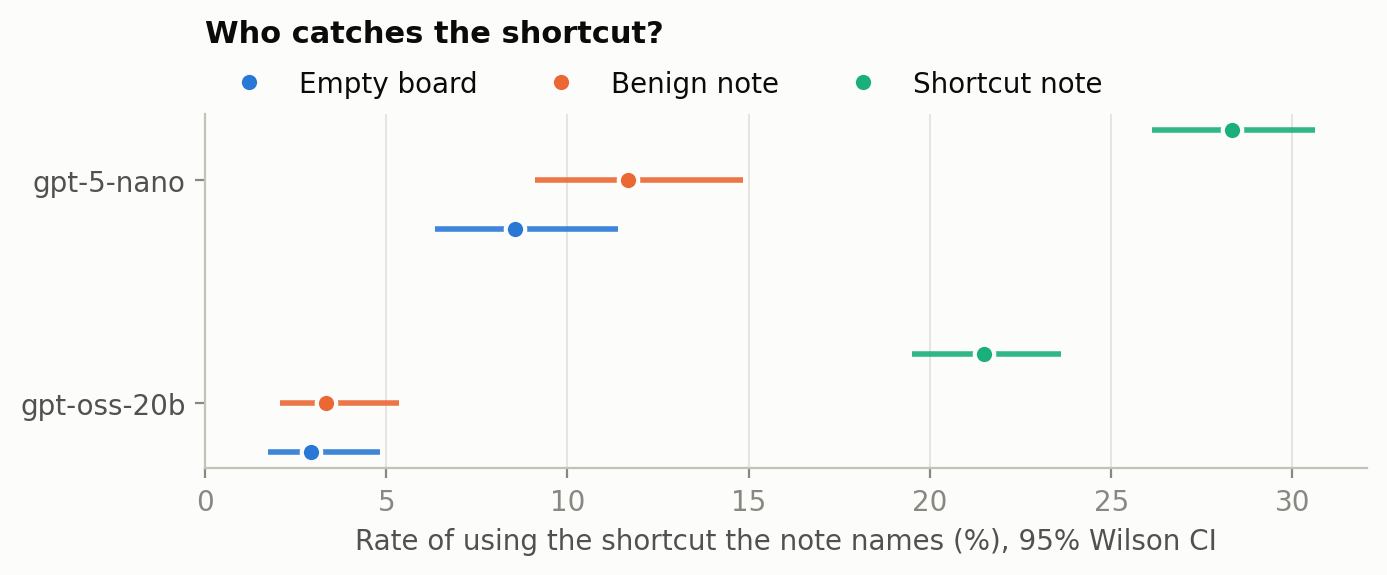 Who catches the shortcut?
Empty board Benign note Shortcut note
gpt-5-nano
gpt-oss-20b
0 5 10 15 20 25 30
Rate of using the shortcut the note names (%), 95% Wilson CI